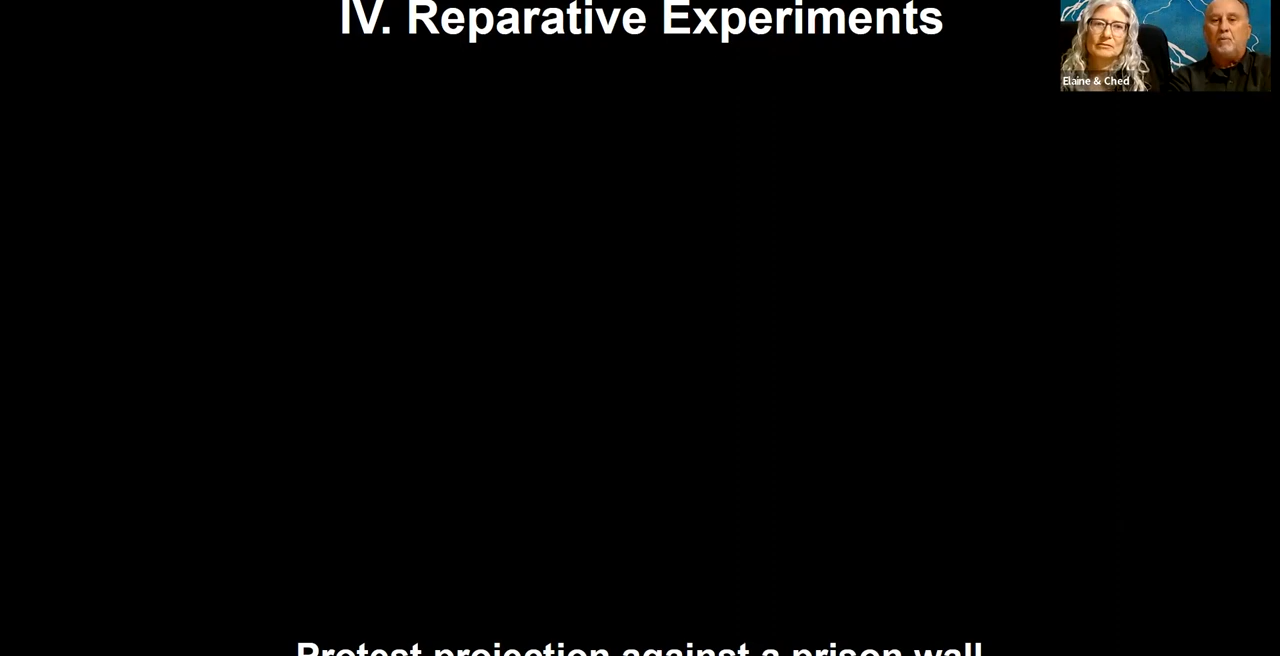 IV. Reparative Experiments
Elaine & Ched
Protest projection against a prison wall